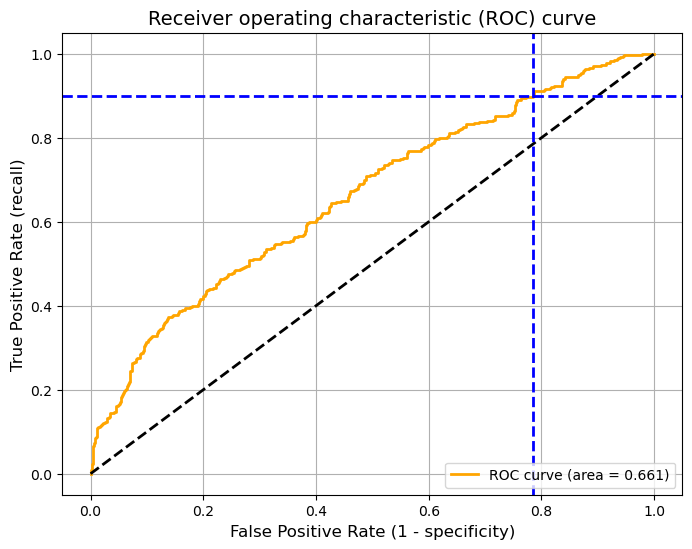 Receiver operating characteristic (ROC) curve
True Positive Rate (recall)
1.0
0.8
0.6
0.4
0.2
0.0
ROC curve (area = 0.661)
0.0 0.2 0.4 0.6 0.8 1.0
False Positive Rate (1 - specificity)